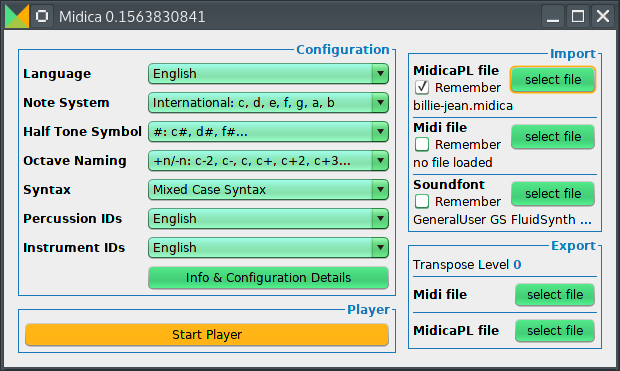 Midica 0.1563830841
Configuration
Language English
Note System International: c, d, e, f, g, a, b
Half Tone Symbol #: c#, d#, f#...
Octave Naming +n/-n: c-2, c-, c, c+, c+2, c+3...
Syntax Mixed Case Syntax
Percussion IDs English
Instrument IDs English
Info & Configuration Details
Player
Start Player
Import
MidicaPL file
Remember
select file
billie-jean.midica
Midi file
Remember
select file
no file loaded
Soundfont
Remember
select file
GeneralUser GS FluidSynth ...
Export
Transpose Level 0
Midi file select file
MidicaPL file select file